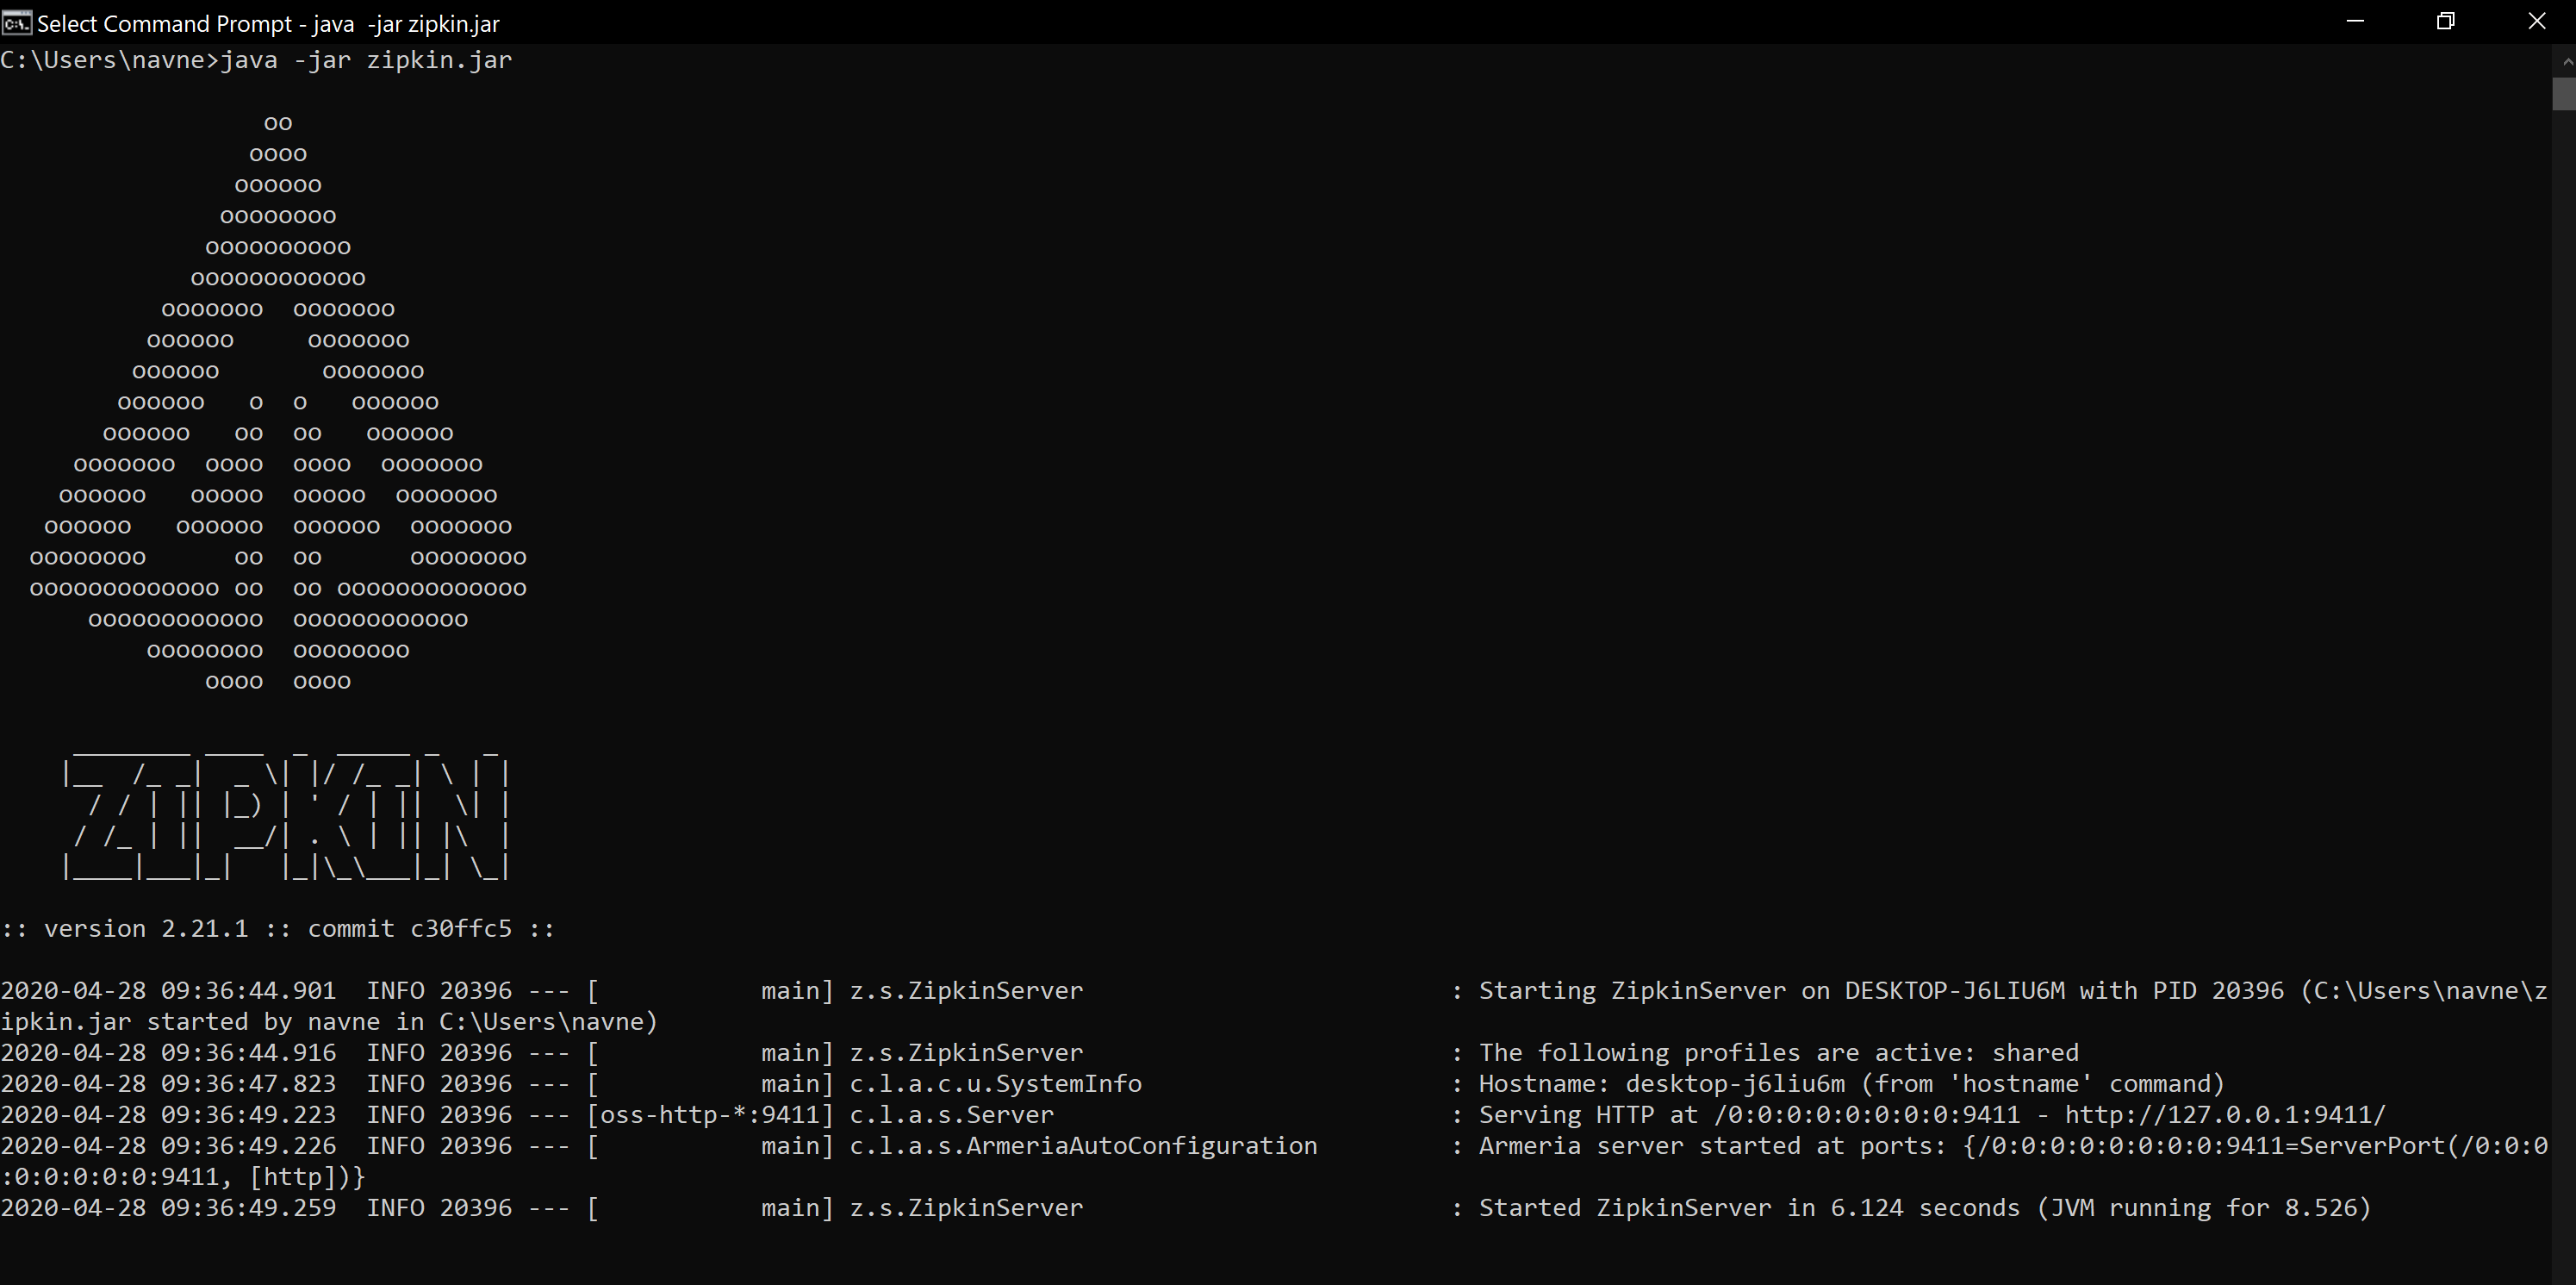 Select Command Prompt - java  -jar zipkin.jar
C:\Users\navne>java -jar zipkin.jar

                  oo
                 oooo
                oooooo
               oooooooo
              oooooooooo
             oooooooooooo
           ooooooo  ooooooo
          oooooo     ooooooo
         oooooo       ooooooo
        oooooo   o  o   oooooo
       oooooo   oo  oo   oooooo
     ooooooo  oooo  oooo  ooooooo
    oooooo   ooooo  ooooo  ooooooo
   oooooo   oooooo  oooooo  ooooooo
  oooooooo      oo  oo      oooooooo
  ooooooooooooo oo  oo ooooooooooooo
      oooooooooooo  oooooooooooo
          oooooooo  oooooooo
              oooo  oooo

     ________ ____  _  _____ _   _
    |__  /_ _|  _ \| |/ /_ _| \ | |
      / / | || |_) | ' / | ||  \| |
     / /_ | ||  __/| . \ | || |\  |
    |____|___|_|   |_|\_\___|_| \_|

:: version 2.21.1 :: commit c30ffc5 ::

2020-04-28 09:36:44.901  INFO 20396 --- [           main] z.s.ZipkinServer                         : Starting ZipkinServer on DESKTOP-J6LIU6M with PID 20396 (C:\Users\navne\z
ipkin.jar started by navne in C:\Users\navne)
2020-04-28 09:36:44.916  INFO 20396 --- [           main] z.s.ZipkinServer                         : The following profiles are active: shared
2020-04-28 09:36:47.823  INFO 20396 --- [           main] c.l.a.c.u.SystemInfo                     : Hostname: desktop-j6liu6m (from 'hostname' command)
2020-04-28 09:36:49.223  INFO 20396 --- [oss-http-*:9411] c.l.a.s.Server                           : Serving HTTP at /0:0:0:0:0:0:0:0:9411 - http://127.0.0.1:9411/
2020-04-28 09:36:49.226  INFO 20396 --- [           main] c.l.a.s.ArmeriaAutoConfiguration         : Armeria server started at ports: {/0:0:0:0:0:0:0:0:9411=ServerPort(/0:0:0
:0:0:0:0:0:9411, [http])}
2020-04-28 09:36:49.259  INFO 20396 --- [           main] z.s.ZipkinServer                         : Started ZipkinServer in 6.124 seconds (JVM running for 8.526)